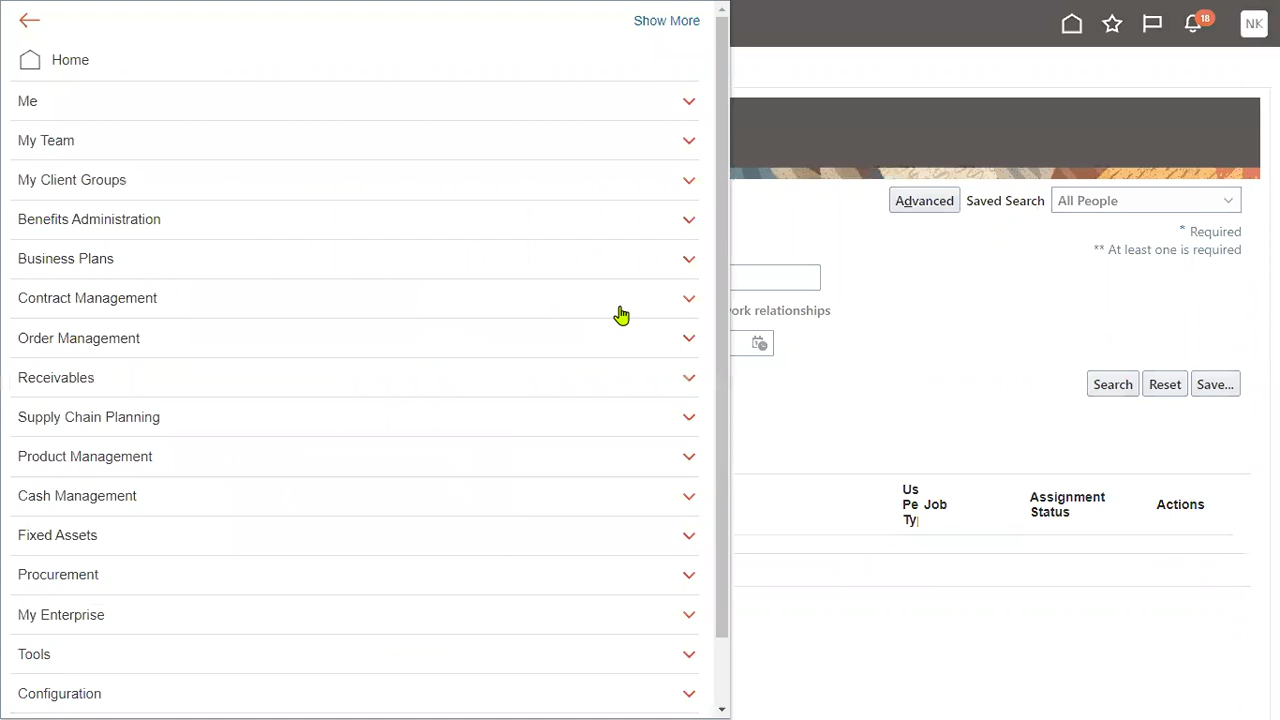 Show More
Home
Me
My Team
My Client Groups
Benefits Administration
Business Plans
Contract Management
Order Management
Receivables
Supply Chain Planning
Product Management
Cash Management
Fixed Assets
Procurement
My Enterprise
Tools
Configuration
18
NK
Advanced Saved Search All People
* Required
** At least one is required
ork relationships
Search Reset Save...
Us
Pe
Ty
Job
Assignment
Status
Actions